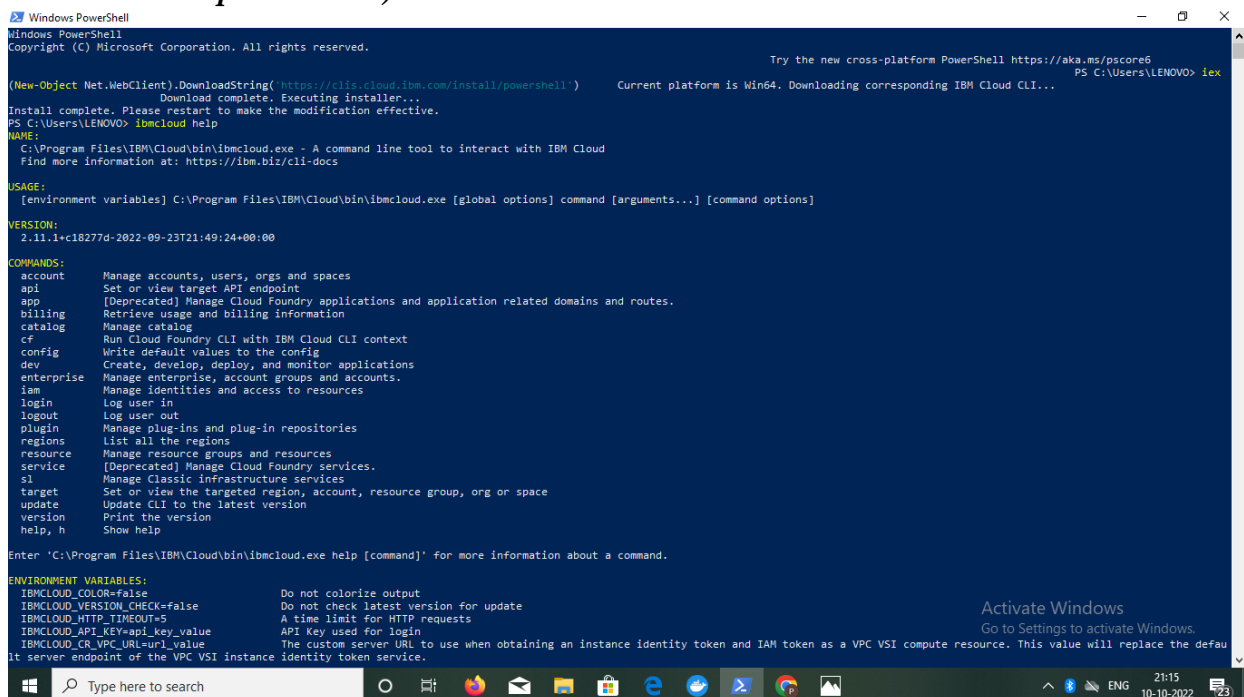 Windows PowerShell
Windows PowerShell
Copyright (C) Microsoft Corporation. All rights reserved.
Try the new cross-platform PowerShell https://aka.ms/pscore6
PS C:\Users\LENOVO> iex
(New-Object Net.WebClient).DownloadString('https://clis.cloud.ibm.com/install/powershell') Current platform is Win64. Downloading corresponding IBM Cloud CLI...
Download complete. Executing installer...
Install complete. Please restart to make the modification effective.
PS C:\Users\LENOVO> ibmcloud help
NAME:
C:\Program Files\IBM\Cloud\bin\ibmcloud.exe - A command line tool to interact with IBM Cloud
Find more information at: https://ibm.biz/cli-docs
USAGE:
[environment variables] C:\Program Files\IBM\Cloud\bin\ibmcloud.exe [global options] command [arguments...] [command options]
VERSION:
2.11.1+c18277d-2022-09-23T21:49:24+00:00
COMMANDS:
account Manage accounts, users, orgs and spaces
api Set or view target API endpoint
app [Deprecated] Manage Cloud Foundry applications and application related domains and routes.
billing Retrieve usage and billing information
catalog Manage catalog
cf Run Cloud Foundry CLI with IBM Cloud CLI context
config Write default values to the config
dev Create, develop, deploy, and monitor applications
enterprise Manage enterprise, account groups and accounts.
iam Manage identities and access to resources
login Log user in
logout Log user out
plugin Manage plug-ins and plug-in repositories
regions List all the regions
resource Manage resource groups and resources
service [Deprecated] Manage Cloud Foundry services.
sl Manage Classic infrastructure services
target Set or view the targeted region, account, resource group, org or space
update Update CLI to the latest version
version Print the version
help, h Show help
Enter 'C:\Program Files\IBM\Cloud\bin\ibmcloud.exe help [command]' for more information about a command.
ENVIRONMENT VARIABLES:
IBMCLOUD_COLOR=false Do not colorize output
IBMCLOUD_VERSION_CHECK=false Do not check latest version for update
IBMCLOUD_HTTP_TIMEOUT=5 A time limit for HTTP requests
IBMCLOUD_API_KEY=api_key_value API Key used for login
IBMCLOUD_CR_VPC_URL=url_value The custom server URL to use when obtaining an instance identity token and IAM token as a VPC VSI compute resource. This value will replace the defau
lt server endpoint of the VPC VSI instance identity token service.
Activate Windows
Go to Settings to activate Windows.
Type here to search
ENG
21:15
10-10-2022
23